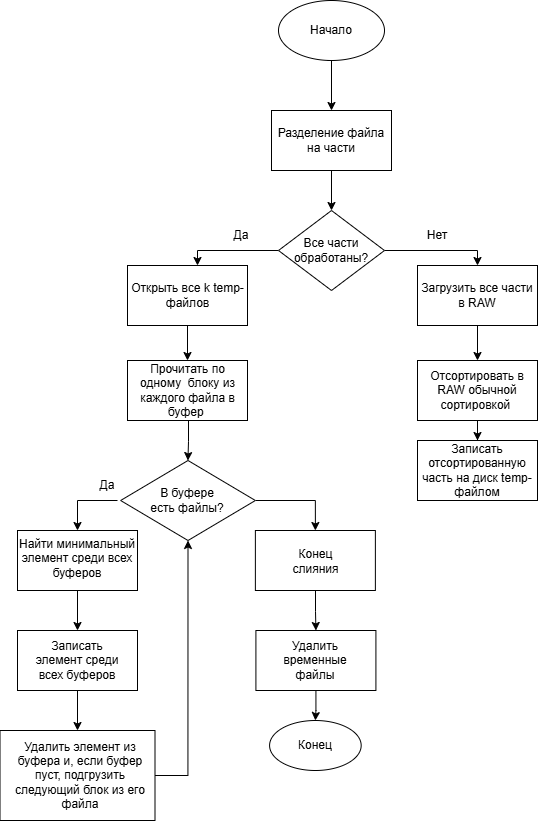 Начало
Разделение файла
на части
Все части
обработаны?
Да
Нет
Открыть все k temp-
файлов
Загрузить все части
в RAW
Прочитать по
одному блоку из
каждого файла в
буфер
Отсортировать в
RAW обычной
сортировкой
Записать
отсортированную
часть на диск temp-
файлом
В буфере
есть файлы?
Да
Найти минимальный
элемент среди всех
буферов
Конец
слияния
Записать
элемент среди
всех буферов
Удалить
временные
файлы
Удалить элемент из
буфера и, если буфер
пуст, подгрузить
следующий блок из его
файла
Конец